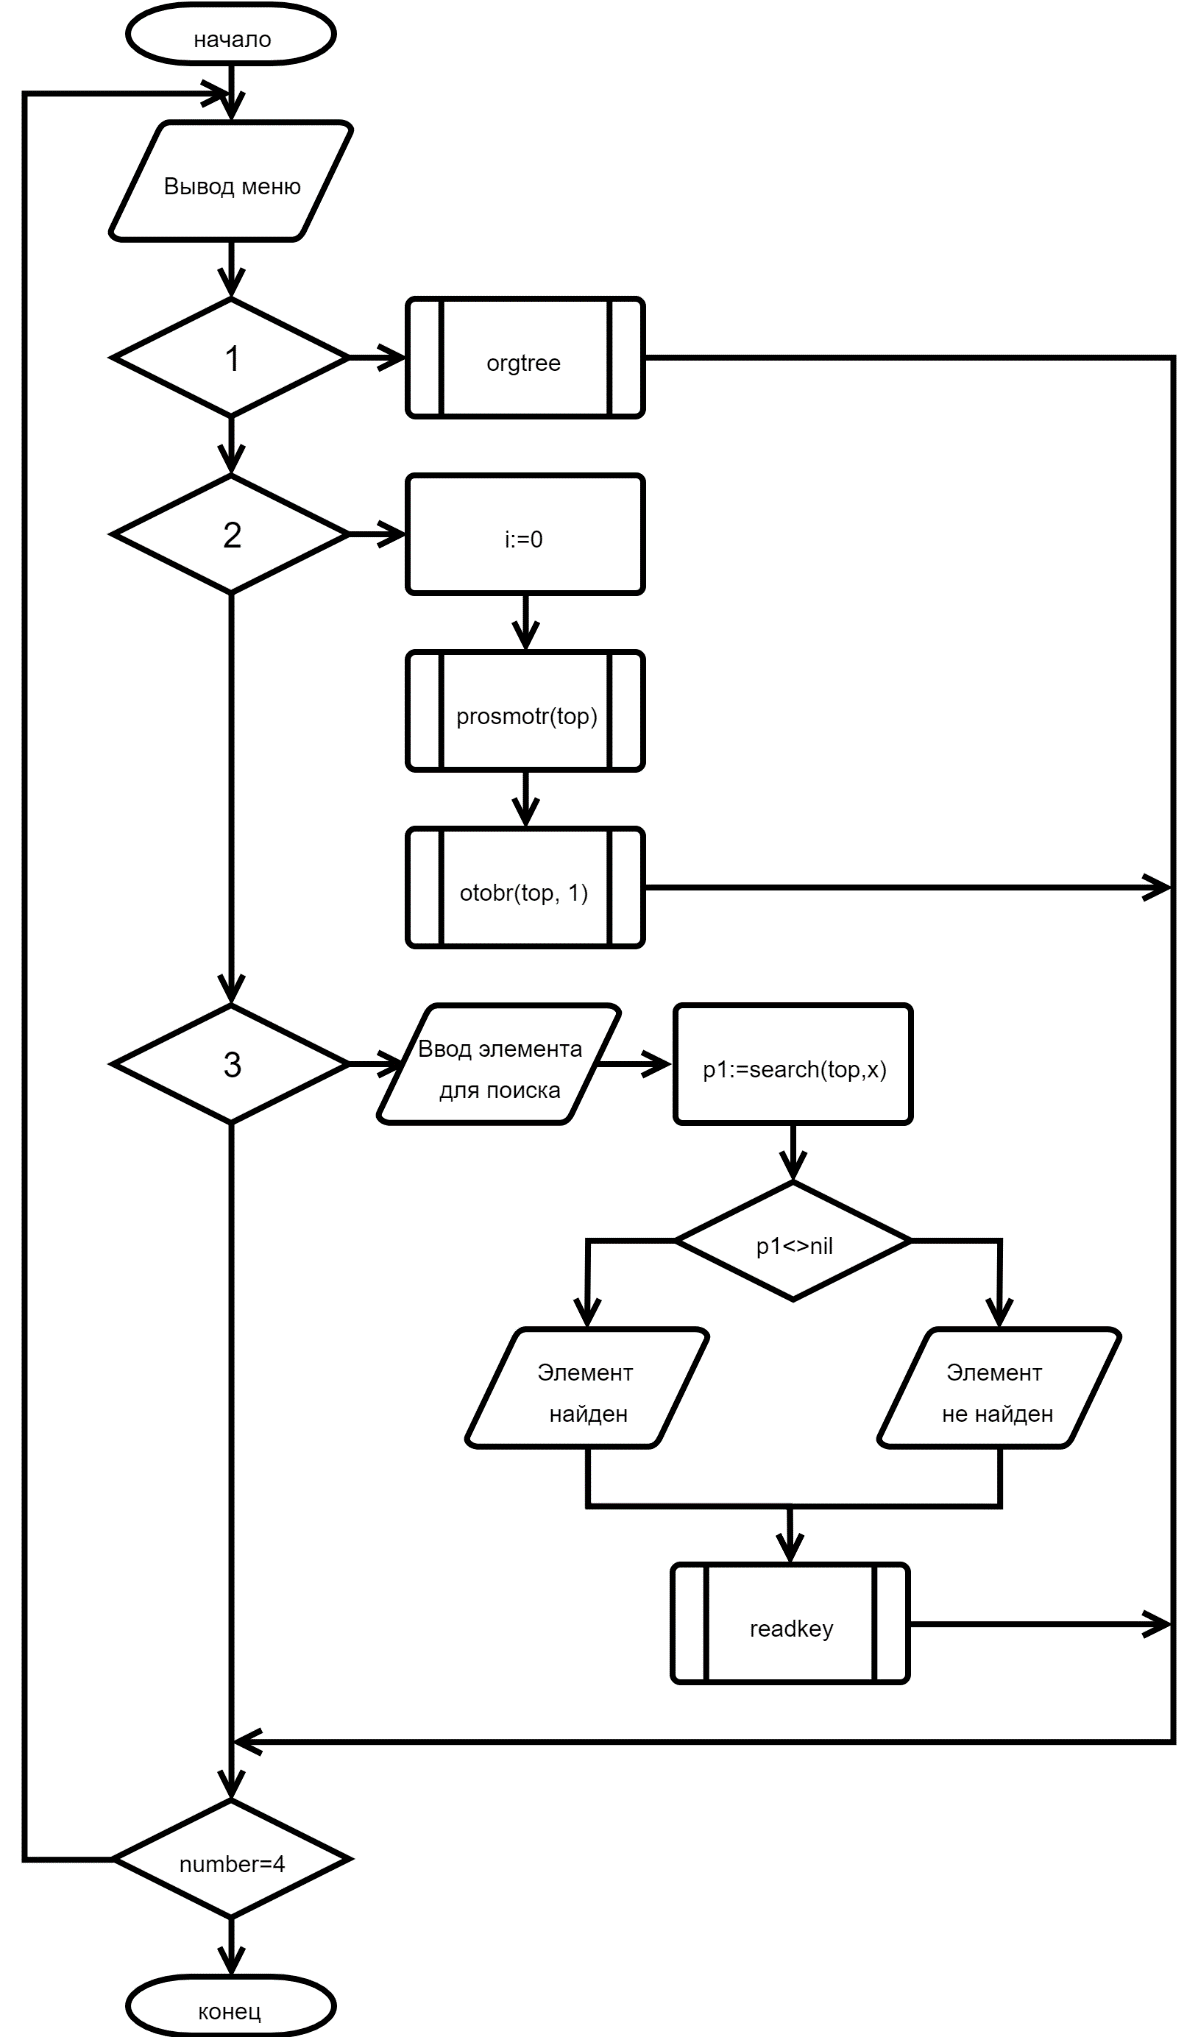 начало
Вывод меню
1
orgtree
2
i:=0
prosmotr(top)
otobr(top, 1)
3
Ввод элемента
для поиска
p1:=search(top,x)
p1<>nil
Элемент
найден
Элемент
не найден
readkey
number=4
конец